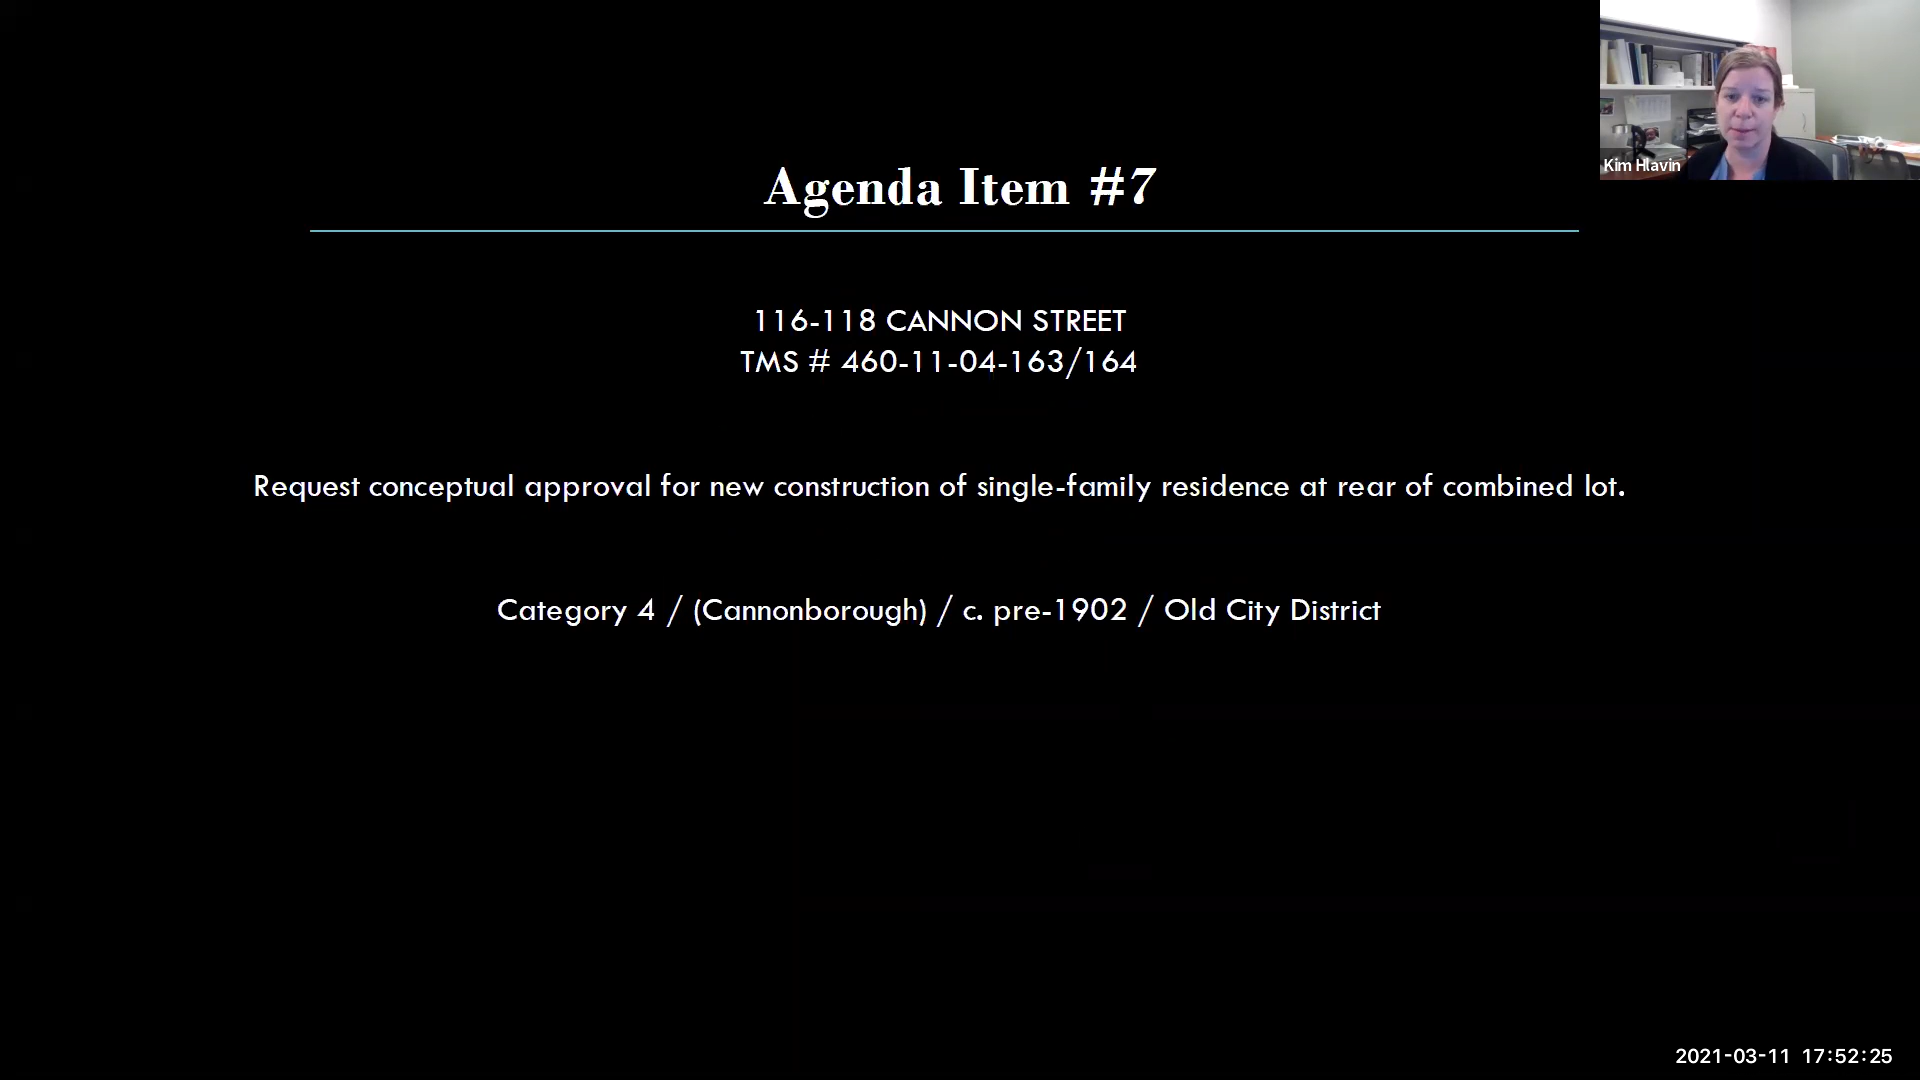 Agenda Item #7
116-118 CANNON STREET
TMS # 460-11-04-163/164
Request conceptual approval for new construction of single-family residence at rear of combined lot.
Category 4 / (Cannonborough) / c. pre-1902 / Old City District
Kim Hlavin
2021-03-11 17:52:25